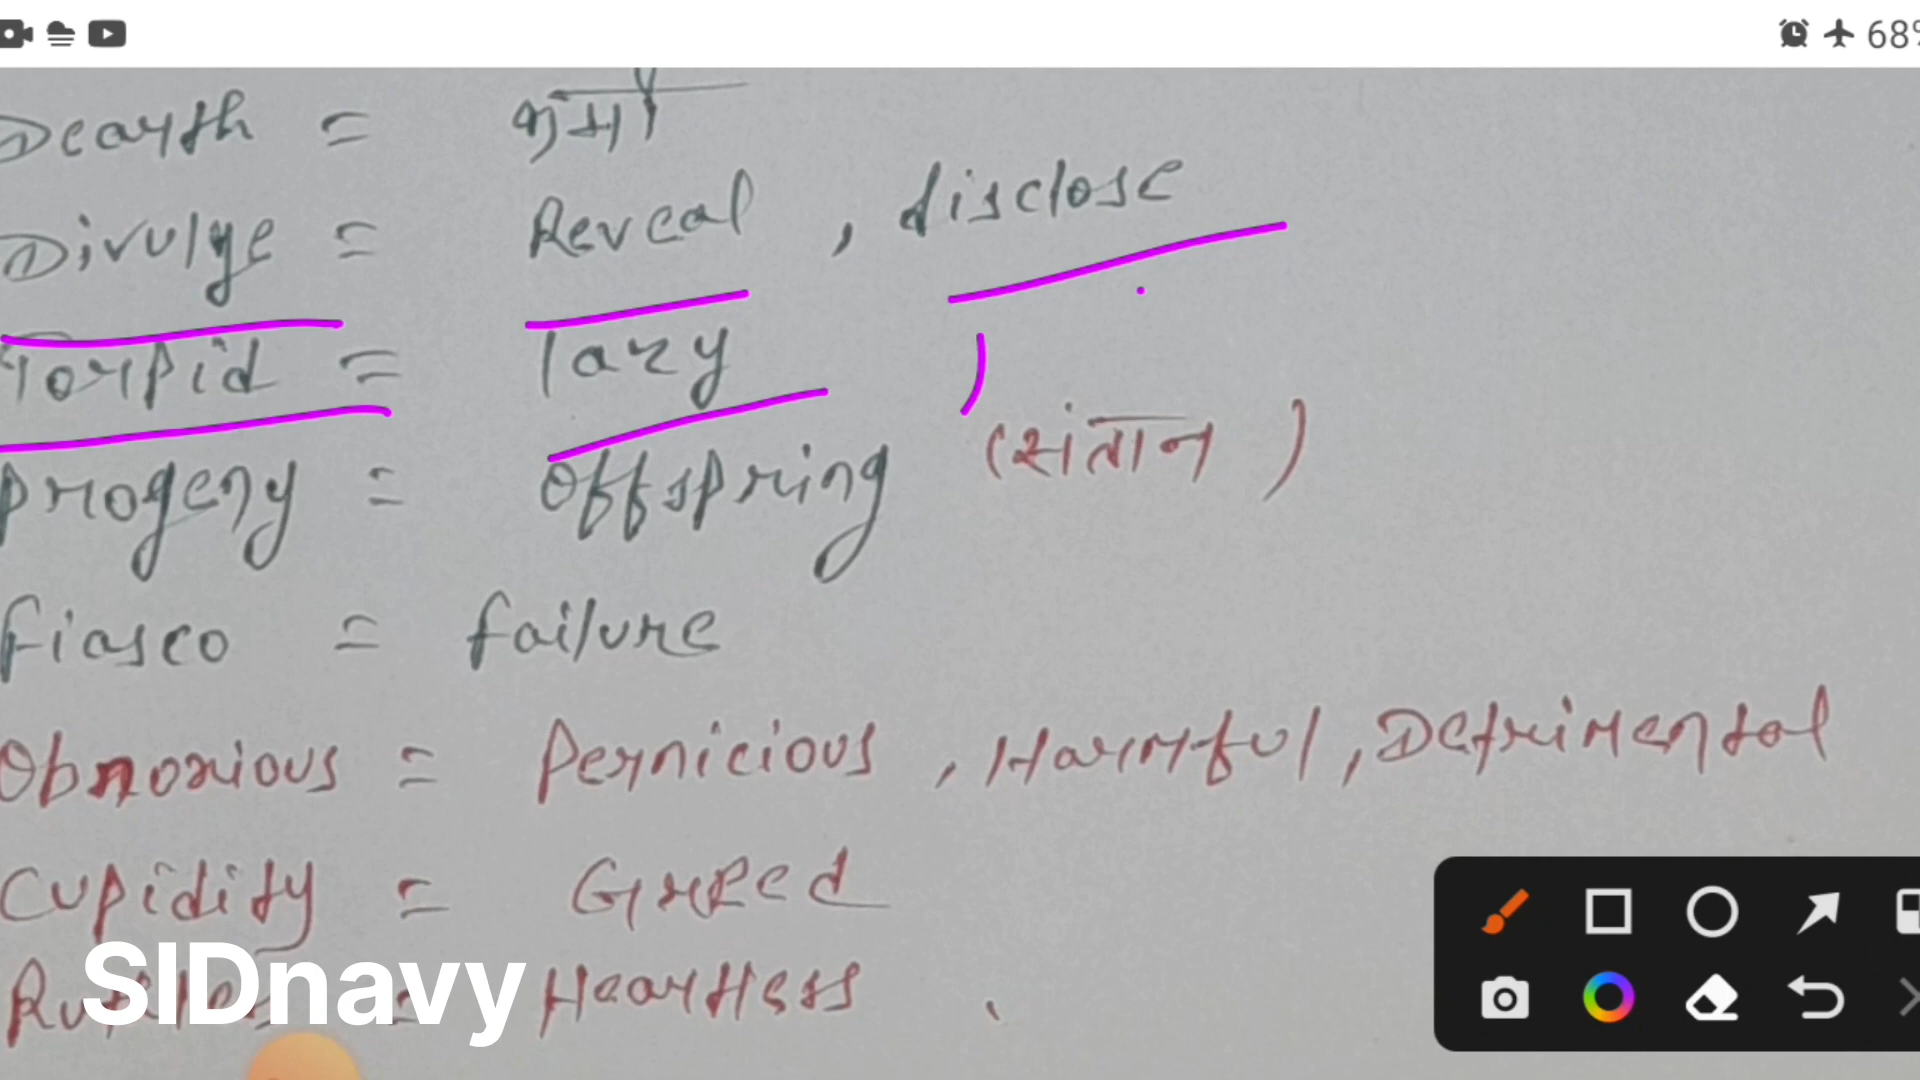 68%
Dearth = कमी
Divulge = Reveal , disclose
Torpid = lazy ,
Progeny = offspring (संतान)
fiasco = failure
Obnoxious = Pernicious , Harmful , Detrimental
Cupidity = Greed
= Heartless ,
SIDnavy